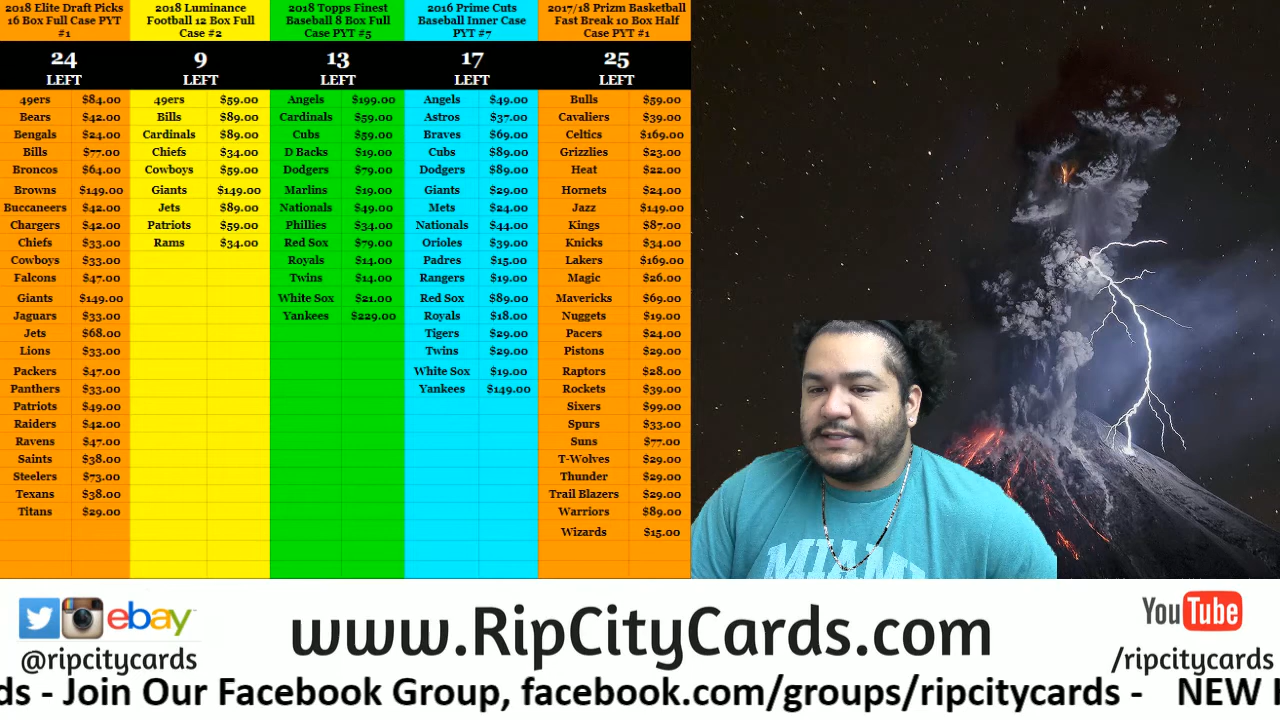 2018 Elite Draft Picks
16 Box Full Case PYT
#1
24
LEFT
49ers $84.00
Bears $42.00
Bengals $24.00
Bills $77.00
Broncos $64.00
Browns $149.00
Buccaneers $42.00
Chargers $42.00
Chiefs $33.00
Cowboys $33.00
Falcons $47.00
Giants $149.00
Jaguars $33.00
Jets $68.00
Lions $33.00
Packers $47.00
Panthers $33.00
Patriots $49.00
Raiders $42.00
Ravens $47.00
Saints $38.00
Steelers $73.00
Texans $38.00
Titans $29.00
2018 Luminance
Football 12 Box Full
Case #2
9
LEFT
49ers $59.00
Bills $89.00
Cardinals $89.00
Chiefs $34.00
Cowboys $59.00
Giants $149.00
Jets $89.00
Patriots $59.00
Rams $34.00
2018 Topps Finest
Baseball 8 Box Full
Case PYT #5
13
LEFT
Angels $199.00
Cardinals $59.00
Cubs $59.00
D Backs $19.00
Dodgers $79.00
Marlins $19.00
Nationals $49.00
Phillies $34.00
Red Sox $79.00
Royals $14.00
Twins $14.00
White Sox $21.00
Yankees $229.00
2016 Prime Cuts
Baseball Inner Case
PYT #7
17
LEFT
Angels $49.00
Astros $37.00
Braves $69.00
Cubs $89.00
Dodgers $89.00
Giants $29.00
Mets $24.00
Nationals $44.00
Orioles $39.00
Padres $15.00
Rangers $19.00
Red Sox $89.00
Royals $18.00
Tigers $29.00
Twins $29.00
White Sox $19.00
Yankees $149.00
2017/18 Prizm Basketball
Fast Break 10 Box Half
Case PYT #1
25
LEFT
Bulls $59.00
Cavaliers $39.00
Celtics $169.00
Grizzlies $23.00
Heat $22.00
Hornets $24.00
Jazz $149.00
Kings $87.00
Knicks $34.00
Lakers $169.00
Magic $26.00
Mavericks $69.00
Nuggets $19.00
Pacers $24.00
Pistons $29.00
Raptors $28.00
Rockets $39.00
Sixers $99.00
Spurs $33.00
Suns $77.00
T-Wolves $29.00
Thunder $29.00
Trail Blazers $29.00
Warriors $89.00
Wizards $15.00
MIAMI
ebay
@ripcitycards
www.RipCityCards.com
YouTube
/ripcitycards
ds - Join Our Facebook Group, facebook.com/groups/ripcitycards - NEW